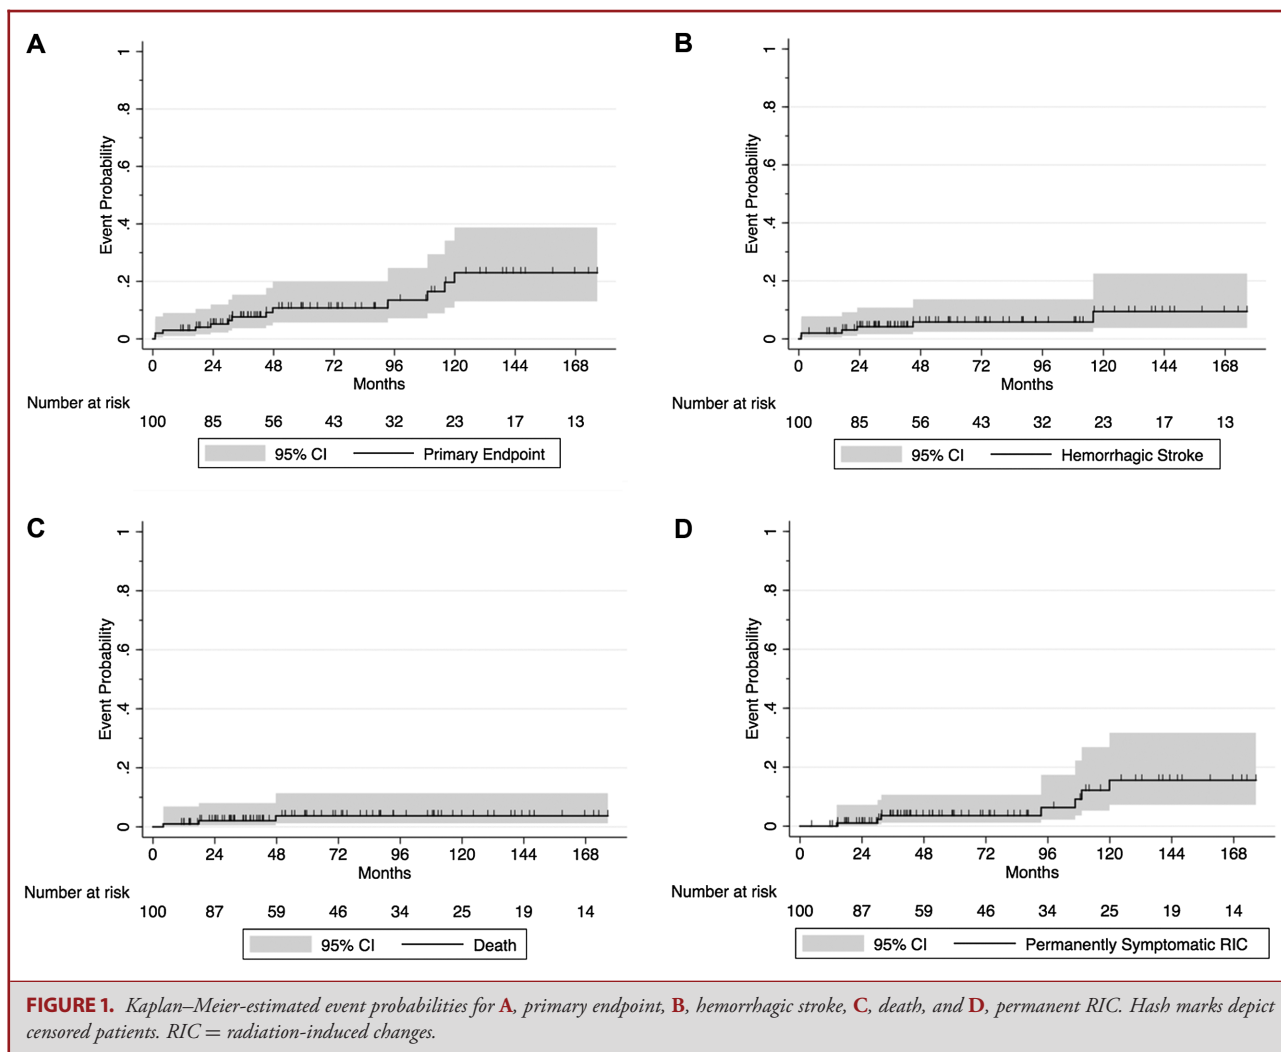 A
1
.8
.6
.4
.2
0
Event Probability
0 24 48 72 96 120 144 168
Months
Number at risk
100 85 56 43 32 23 17 13
95% CI Primary Endpoint
B
1
.8
.6
.4
.2
0
Event Probability
0 24 48 72 96 120 144 168
Months
Number at risk
100 85 56 43 32 23 17 13
95% CI Hemorrhagic Stroke
C
1
.8
.6
.4
.2
0
Event Probability
0 24 48 72 96 120 144 168
Months
Number at risk
100 87 59 46 34 25 19 14
95% CI Death
D
1
.8
.6
.4
.2
0
Event Probability
0 24 48 72 96 120 144 168
Months
Number at risk
100 87 59 46 34 25 19 14
95% CI Permanently Symptomatic RIC
FIGURE 1. Kaplan–Meier-estimated event probabilities for A, primary endpoint, B, hemorrhagic stroke, C, death, and D, permanent RIC. Hash marks depict
censored patients. RIC = radiation-induced changes.